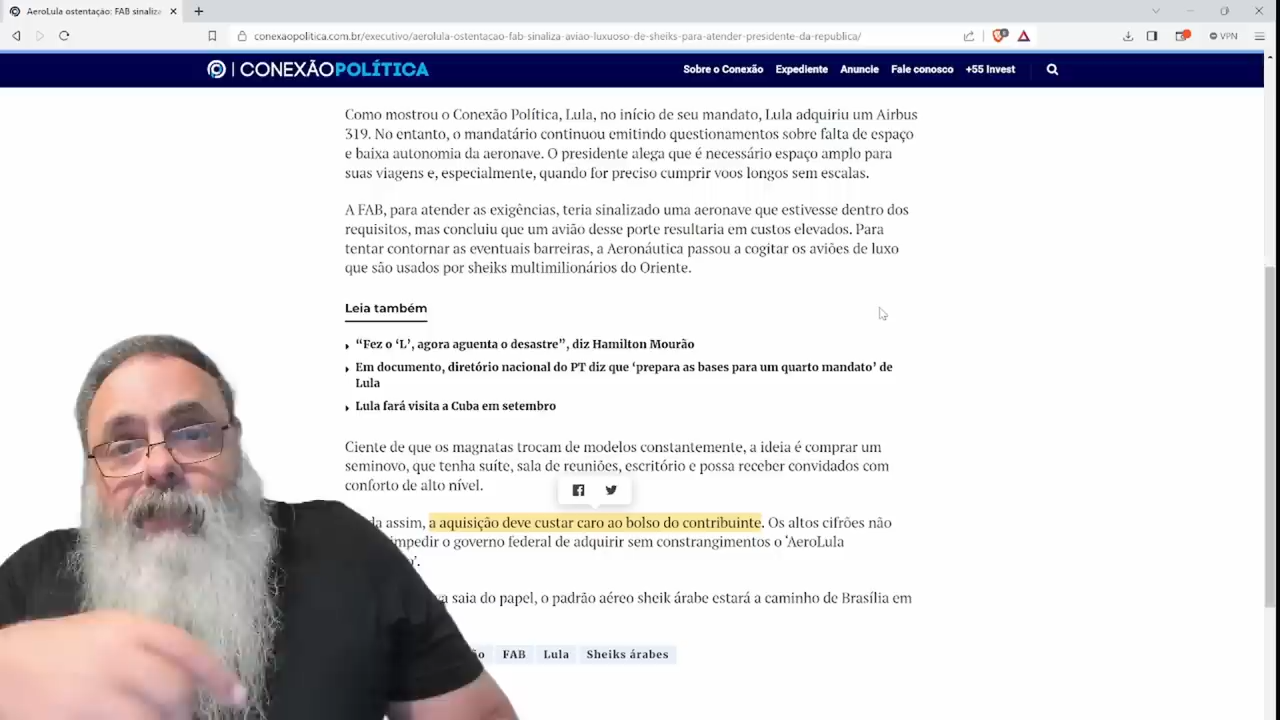 AeroLula ostentação: FAB sinaliza
conexaopolitica.com.br/executivo/aerolula-ostentacao-fab-sinaliza-aviao-luxuoso-de-sheiks-para-atender-presidente-da-republica/
VPN
CONEXÃOPOLÍTICA
Sobre o Conexão Expediente Anuncie Fale conosco +55 Invest
Como mostrou o Conexão Política, Lula, no início de seu mandato, Lula adquiriu um Airbus
319. No entanto, o mandatário continuou emitindo questionamentos sobre falta de espaço
e baixa autonomia da aeronave. O presidente alega que é necessário espaço amplo para
suas viagens e, especialmente, quando for preciso cumprir voos longos sem escalas.
A FAB, para atender as exigências, teria sinalizado uma aeronave que estivesse dentro dos
requisitos, mas concluiu que um avião desse porte resultaria em custos elevados. Para
tentar contornar as eventuais barreiras, a Aeronáutica passou a cogitar os aviões de luxo
que são usados por sheiks multimilionários do Oriente.
Leia também
“Fez o ‘L’, agora aguenta o desastre”, diz Hamilton Mourão
Em documento, diretório nacional do PT diz que ‘prepara as bases para um quarto mandato’ de
Lula
Lula fará visita a Cuba em setembro
Ciente de que os magnatas trocam de modelos constantemente, a ideia é comprar um
seminovo, que tenha suíte, sala de reuniões, escritório e possa receber convidados com
conforto de alto nível.
assim, a aquisição deve custar caro ao bolso do contribuinte. Os altos cifrões não
impedir o governo federal de adquirir sem constrangimentos o ‘AeroLula
saia do papel, o padrão aéreo sheik árabe estará a caminho de Brasília em
FAB Lula Sheiks árabes